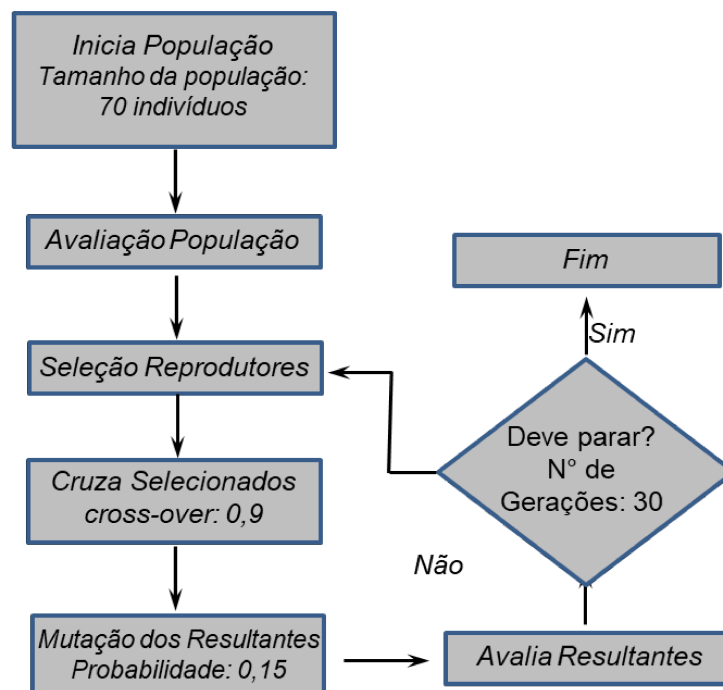 Inicia População
Tamanho da população:
70 indivíduos
Avaliação População
Seleção Reprodutores
Cruza Selecionados
cross-over: 0,9
Mutação dos Resultantes
Probabilidade: 0,15
Avalia Resultantes
Deve parar?
N° de
Gerações: 30
Não
Sim
Fim